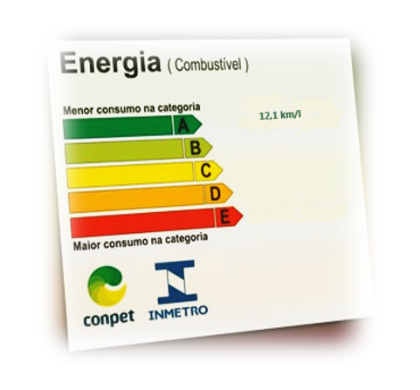 Energia ( Combustível )
Menor consumo na categoria
A 12,1 km/l
B
C
D
E
Maior consumo na categoria
conpet INMETRO